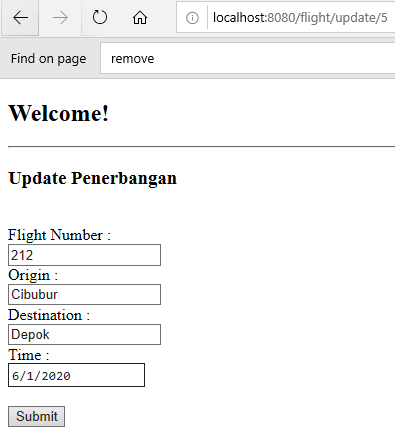 localhost:8080/flight/update/5
Find on page remove
Welcome!
Update Penerbangan
Flight Number :
212
Origin :
Cibubur
Destination :
Depok
Time :
6/1/2020
Submit